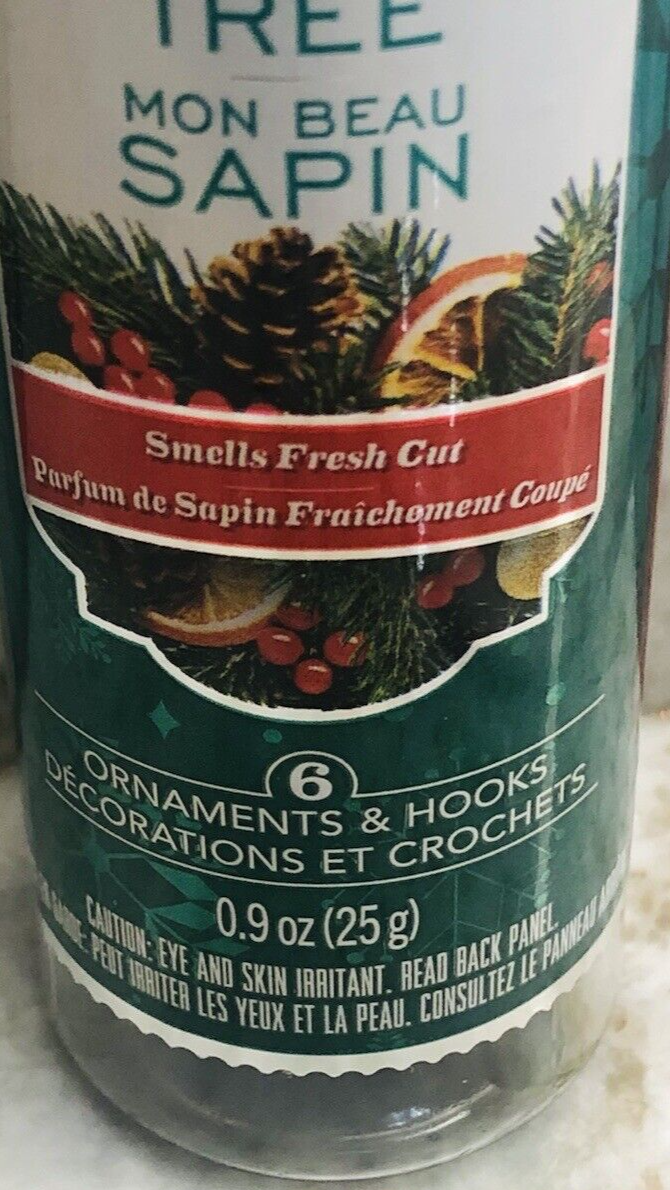 TREE
MON BEAU
SAPIN
Smells Fresh Cut
Parfum de Sapin Fraîchement Coupé
6
ORNAMENTS & HOOKS
DÉCORATIONS ET CROCHETS
0.9 oz (25 g)
CAUTION: EYE AND SKIN IRRITANT. READ BACK PANEL.
PEUT IRRITER LES YEUX ET LA PEAU. CONSULTEZ LE PANNEAU